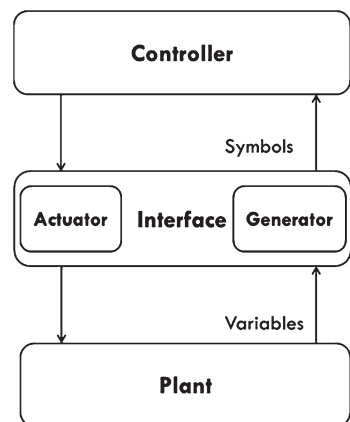 Controller
Symbols
Actuator Interface Generator
Variables
Plant